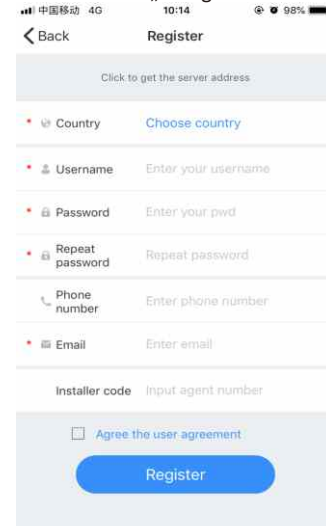 中国移动 4G 10:14 98%
Back Register
Click to get the server address
* Country Choose country
* Username Enter your username
* Password Enter your pwd
* Repeat password Repeat password
Phone number Enter phone number
* Email Enter email
Installer code Input agent number
Agree the user agreement
Register